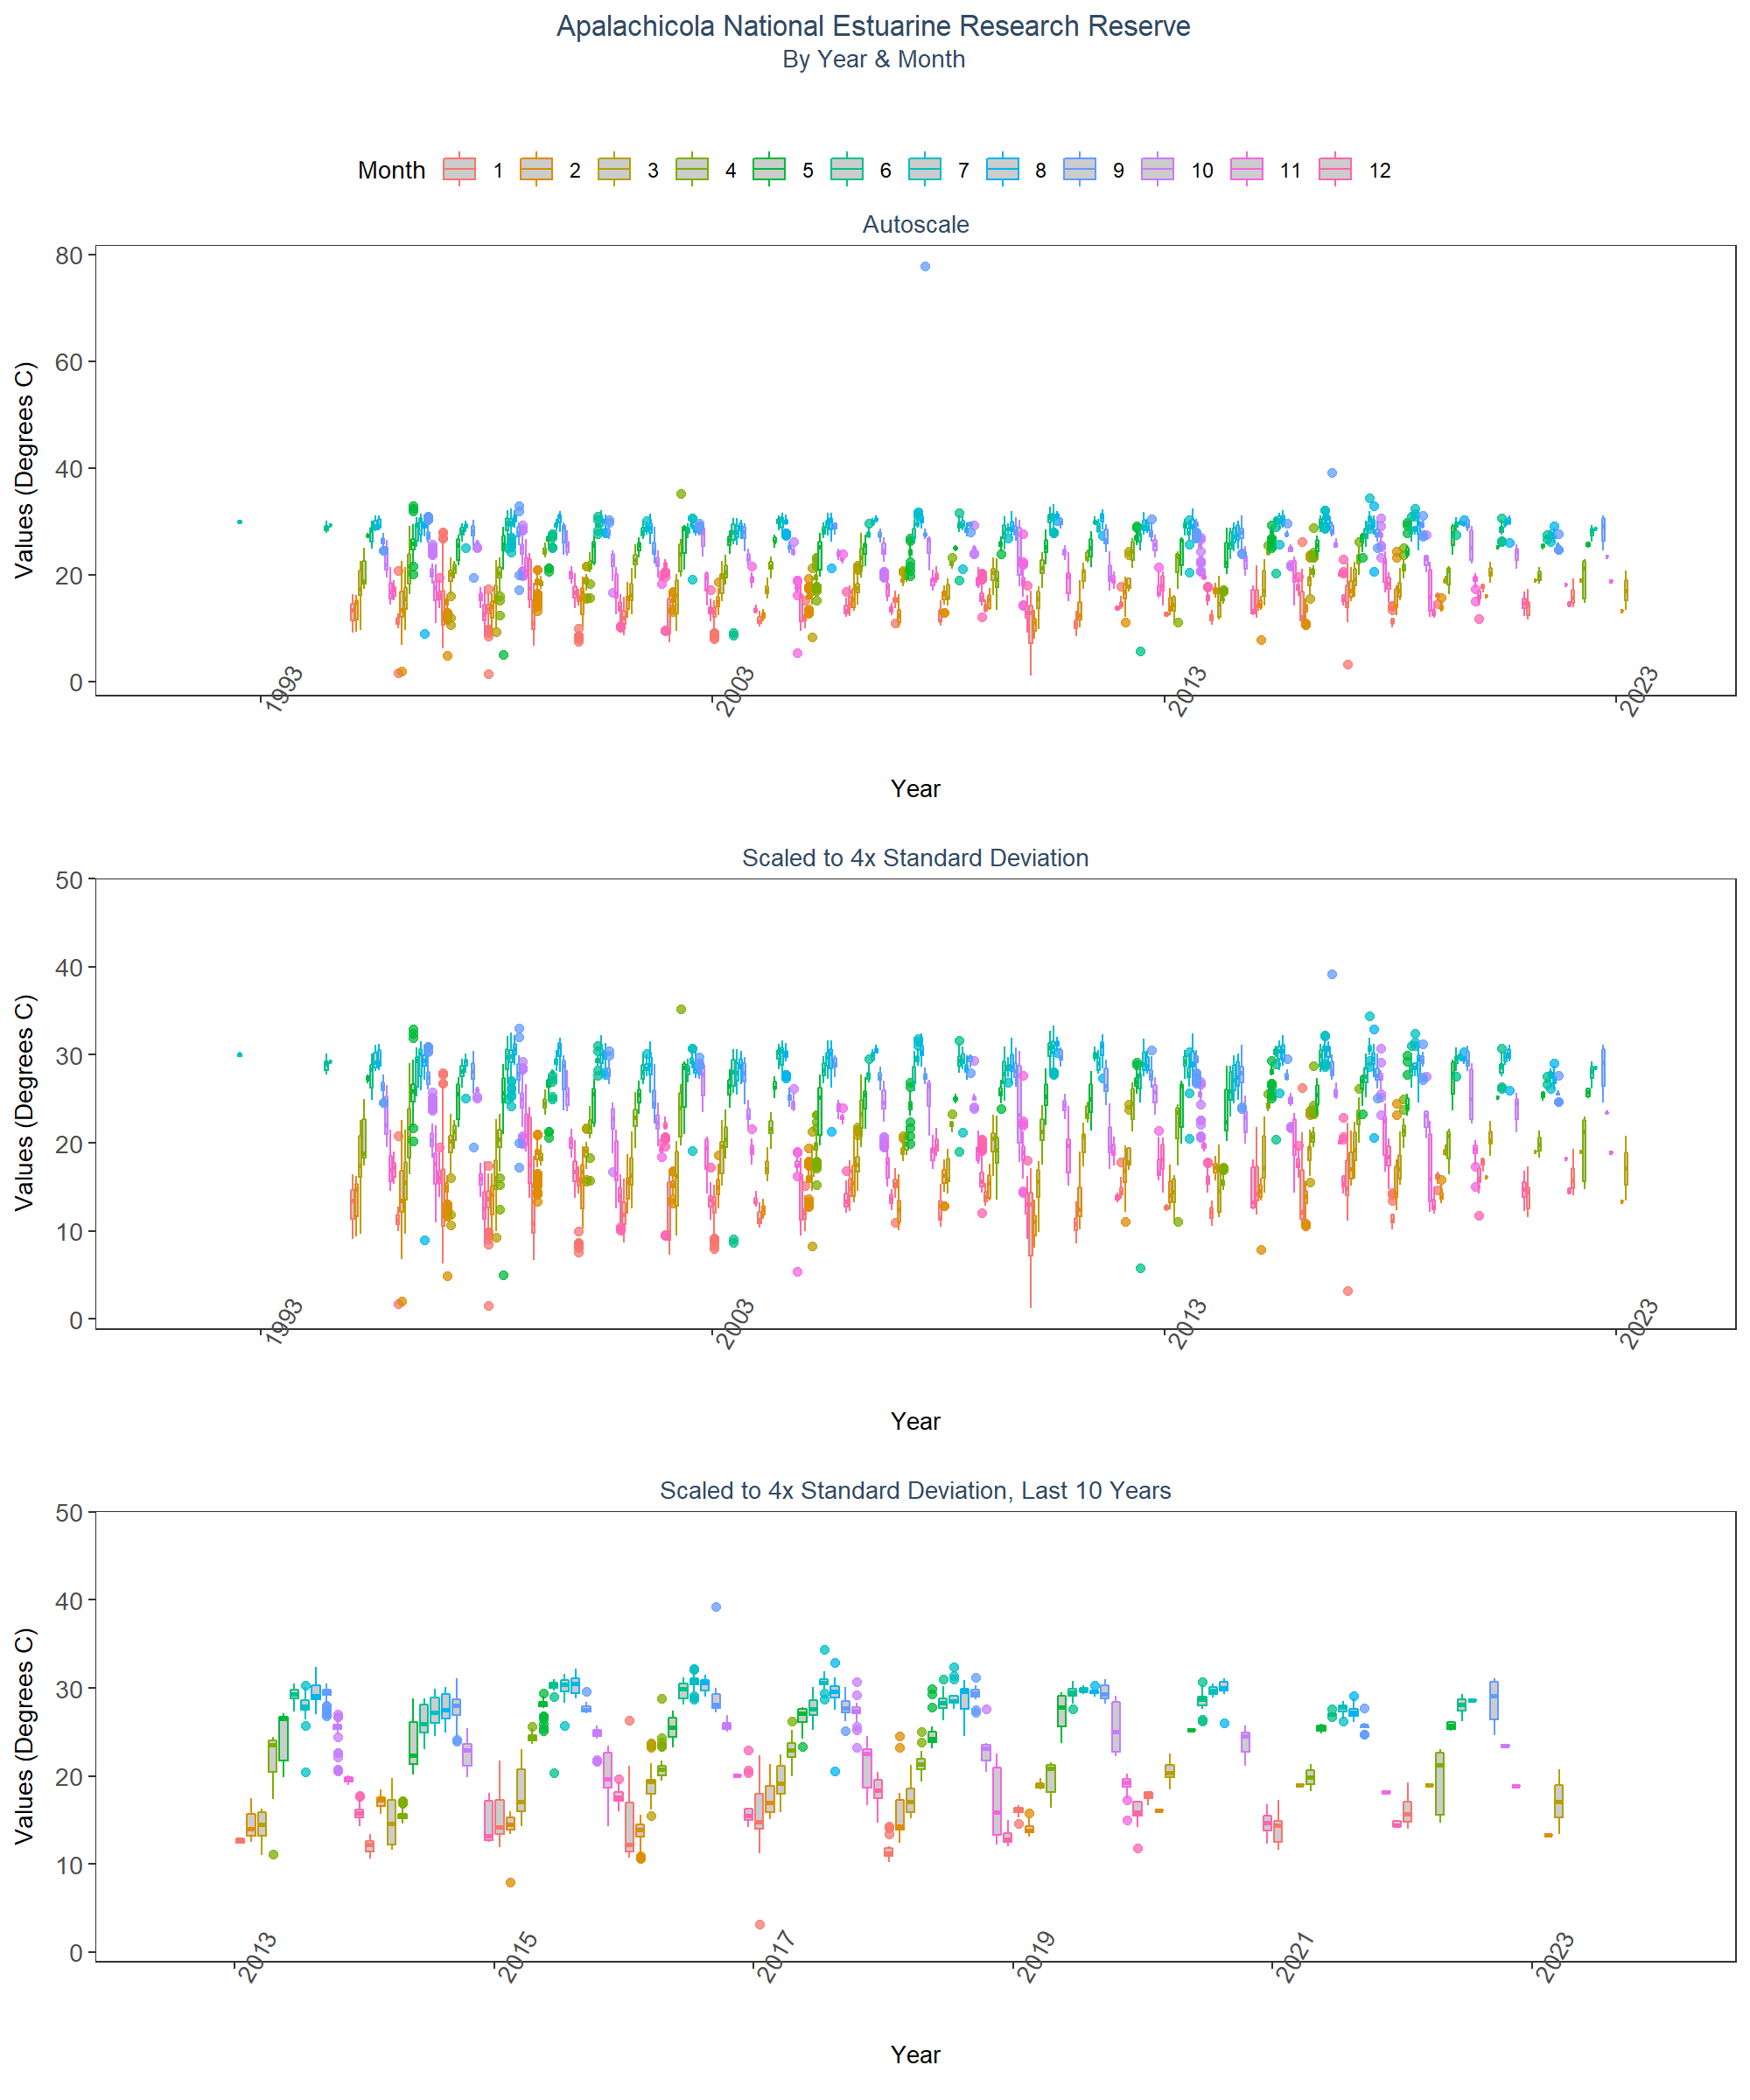 Apalachicola National Estuarine Research Reserve
By Year & Month
Month 1 2 3 4 5 6 7 8 9 10 11 12
Autoscale
Values (Degrees C)
80
60
40
20
0
1993 2003 2013 2023
Year
Scaled to 4x Standard Deviation
Values (Degrees C)
50
40
30
20
10
0
1993 2003 2013 2023
Year
Scaled to 4x Standard Deviation, Last 10 Years
Values (Degrees C)
50
40
30
20
10
0
2013 2015 2017 2019 2021 2023
Year